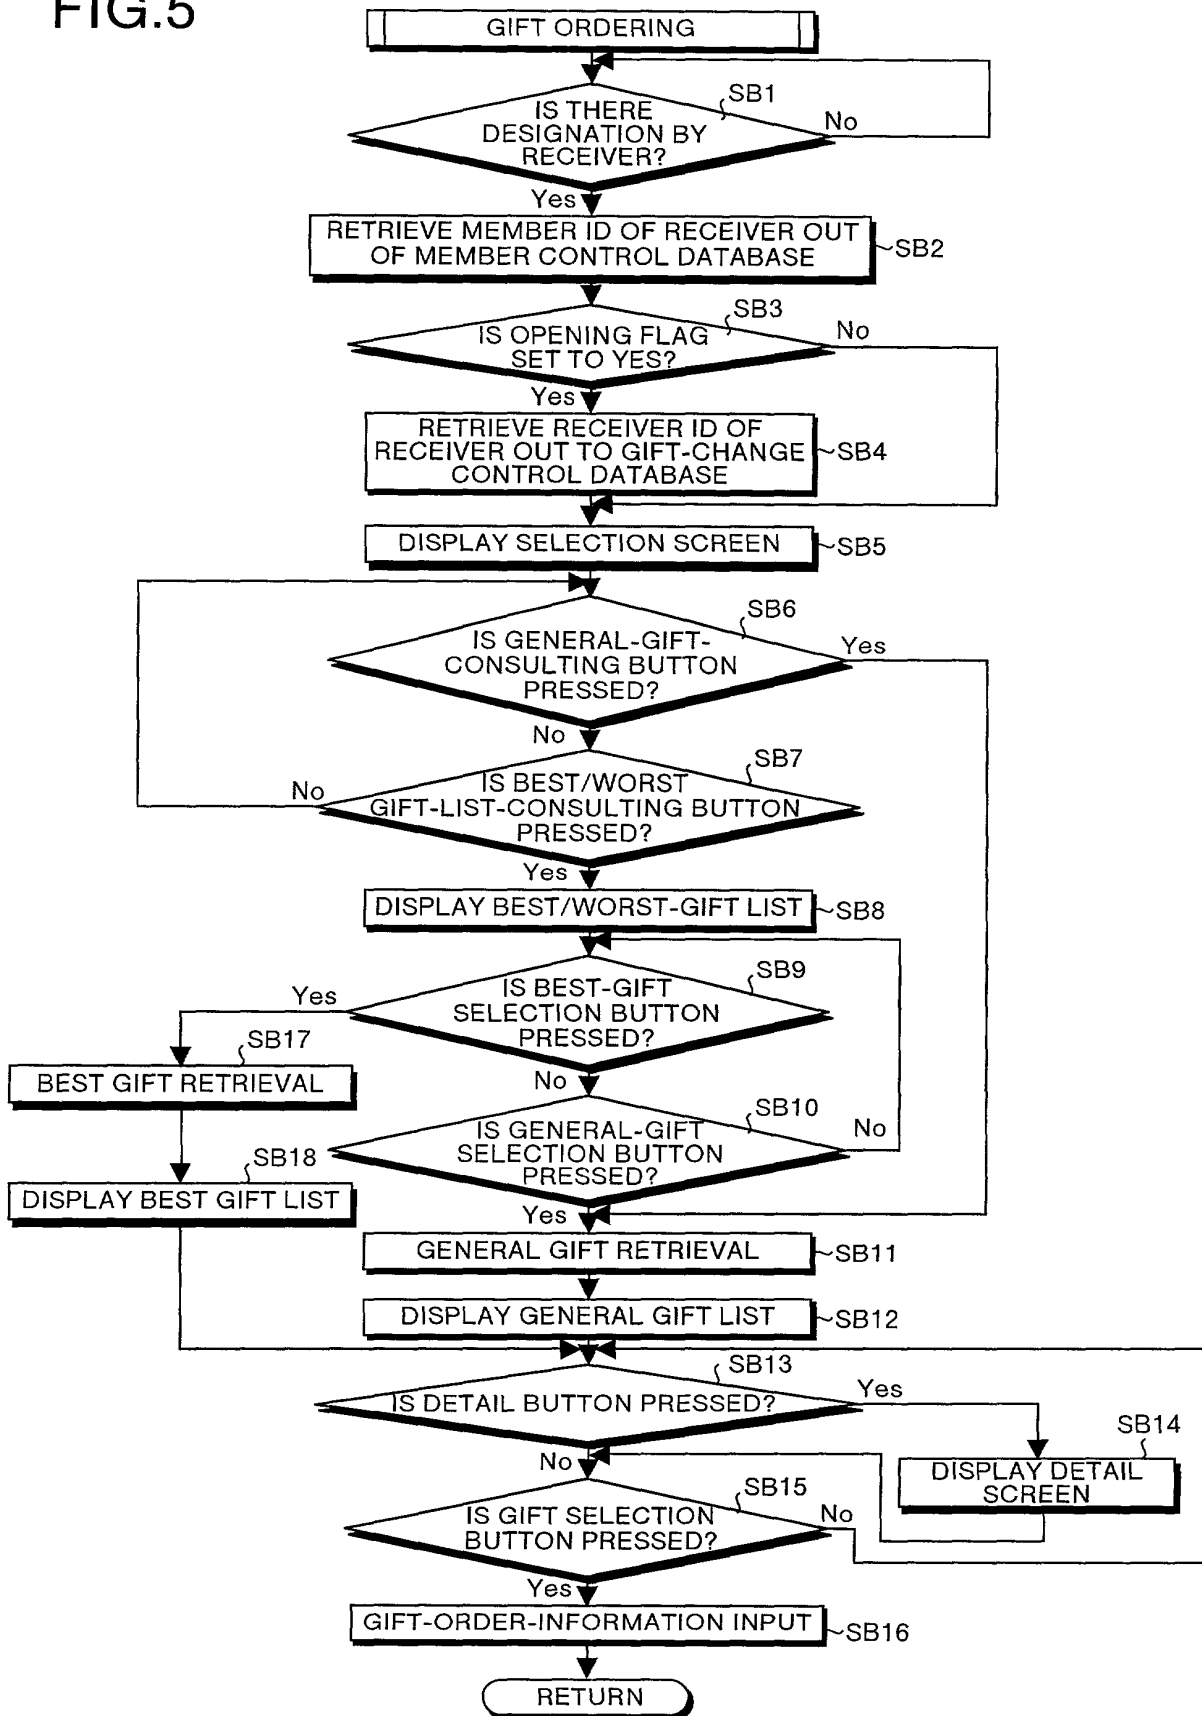 FIG.5
GIFT ORDERING
SB1
IS THERE
DESIGNATION BY
RECEIVER?
No
Yes
RETRIEVE MEMBER ID OF RECEIVER OUT
OF MEMBER CONTROL DATABASE
SB2
SB3
IS OPENING FLAG
SET TO YES?
No
Yes
RETRIEVE RECEIVER ID OF
RECEIVER OUT TO GIFT-CHANGE
CONTROL DATABASE
SB4
DISPLAY SELECTION SCREEN
SB5
SB6
IS GENERAL-GIFT-
CONSULTING BUTTON
PRESSED?
Yes
No
SB7
IS BEST/WORST
GIFT-LIST-CONSULTING BUTTON
PRESSED?
No
Yes
DISPLAY BEST/WORST-GIFT LIST
SB8
SB9
IS BEST-GIFT
SELECTION BUTTON
PRESSED?
Yes
No
SB17
BEST GIFT RETRIEVAL
SB10
IS GENERAL-GIFT
SELECTION BUTTON
PRESSED?
No
Yes
SB18
DISPLAY BEST GIFT LIST
GENERAL GIFT RETRIEVAL
SB11
DISPLAY GENERAL GIFT LIST
SB12
SB13
IS DETAIL BUTTON PRESSED?
Yes
No
SB14
DISPLAY DETAIL
SCREEN
SB15
IS GIFT SELECTION
BUTTON PRESSED?
No
Yes
GIFT-ORDER-INFORMATION INPUT
SB16
RETURN